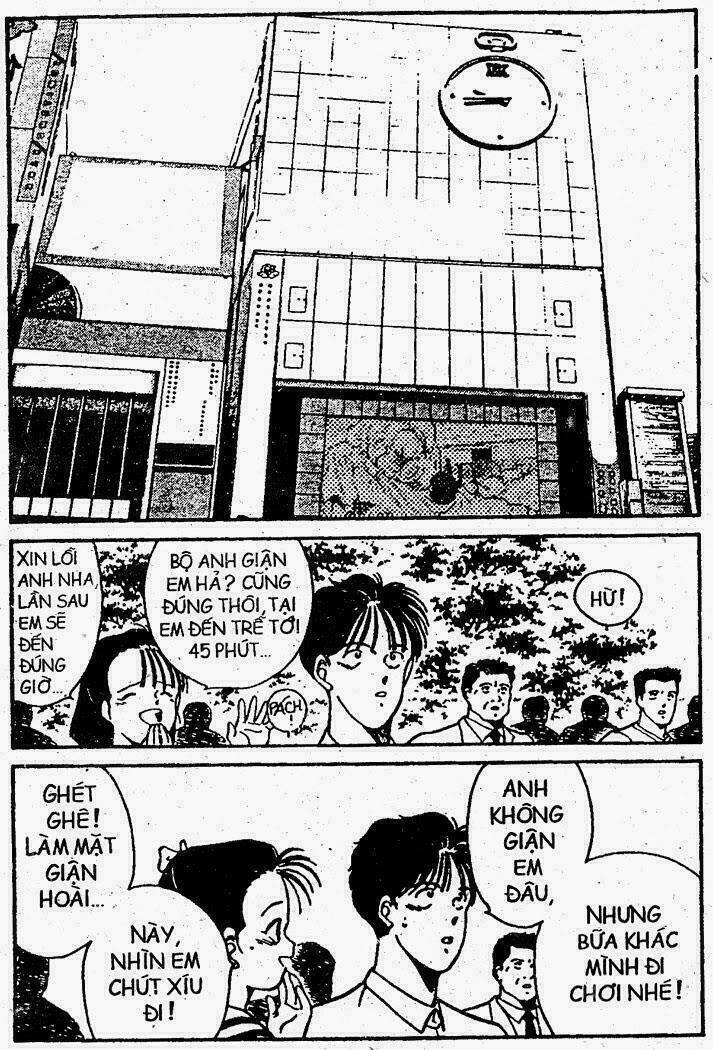 XIN LỖI
ANH NHA,
LẦN SAU
EM SẼ
ĐẾN
ĐÚNG
GIỜ...
BỘ ANH GIẬN
EM HẢ? CŨNG
ĐÚNG THÔI, TẠI
EM ĐẾN TRỄ TỚI
45 PHÚT...
PACH!
HỪ!
GHÉT
GHÊ!
LÀM MẶT
GIẬN
HOÀI...
NÀY,
NHÌN EM
CHÚT XÍU
ĐI!
ANH
KHÔNG
GIẬN
EM
ĐÂU,
NHƯNG
BỮA KHÁC
MÌNH ĐI
CHƠI NHÉ!